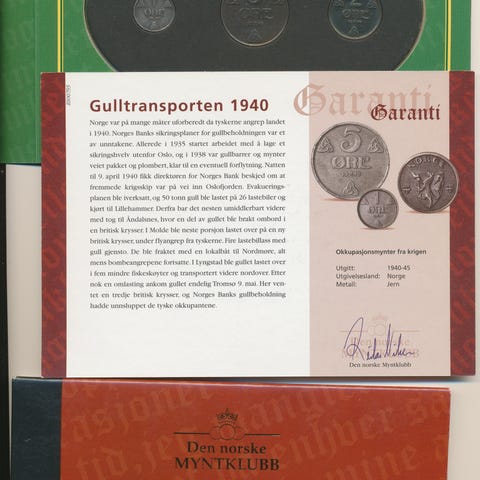 ØRE
ØRE
Gulltransporten 1940
Norge var på mange måter uforberedt da tyskerne angrep landet
i 1940. Norges Banks sikringsplaner for gullbeholdningen var et
av unntakene. Allerede i 1935 startet arbeidet med å lage et
sikringshvelv utenfor Oslo, og i 1938 var gullbarrer og mynter
veiet pakket og plombert, klar til en eventuell forflytning. Natten
til 9. april 1940 fikk direktøren for Norges Bank beskjed om at
fremmede krigsskip var på vei inn Oslofjorden. Evakuerings-
planen ble iverksatt, og 50 tonn gull ble lastet på 26 lastebiler og
kjørt til Lillehammer. Derfra bar det nesten umiddelbart videre
med tog til Åndalsnes, hvor en del av gullet ble brakt ombord i
en britisk krysser. I Molde ble neste porsjon lastet over på en ny
britisk krysser, under flyangrep fra tyskerne. Fire lastebillass med
gull gjensto. De ble fraktet med en lokalbåt til Nordmøre, alt
mens bombeangrepene fortsatte. I Lyngstad ble gullet lastet over
i fem mindre fiskeskøyter og transportert videre nordover. Etter
nok en omlasting ankom gullet endelig Tromsø 9. mai. Her ven-
tet en tredje britisk krysser, og Norges Banks gullbeholdning
hadde unnsluppet de tyske okkupantene.
Garanti
Garanti
5
ØRE
1
ØRE
NORGE
Okkupasjonsmynter fra krigen
Utgitt: 1940-45
Utgivelsesland: Norge
Metall: Jern
Den norske
MYNTKLUBB
Den norske Myntklubb
Den norske
MYNTKLUBB